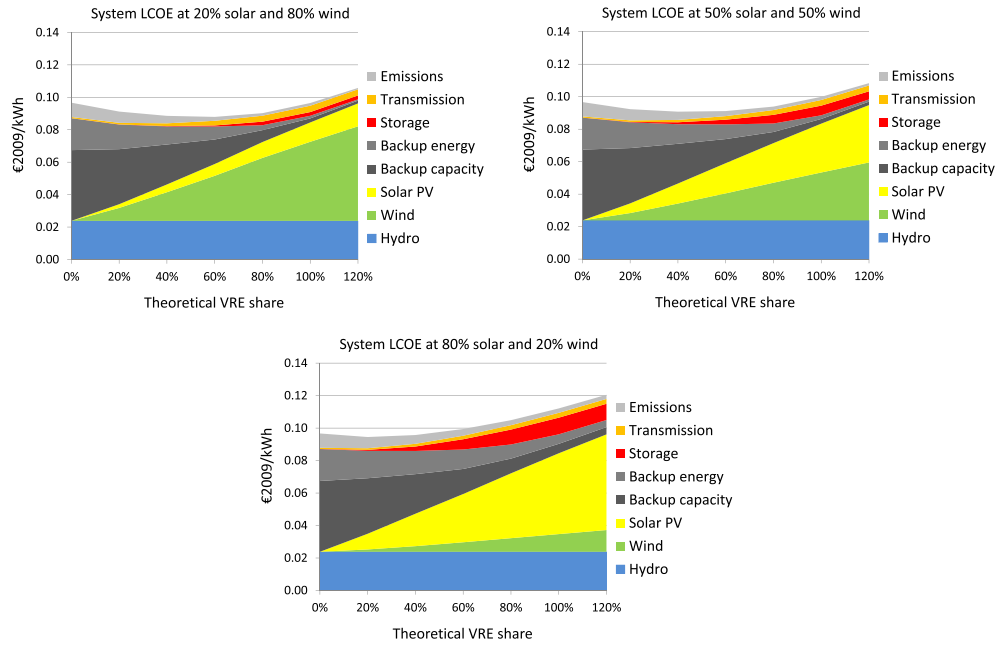 System LCOE at 20% solar and 80% wind
€2009/kWh
0.14
0.12
0.10
0.08
0.06
0.04
0.02
0.00
0% 20% 40% 60% 80% 100% 120%
Theoretical VRE share
Emissions
Transmission
Storage
Backup energy
Backup capacity
Solar PV
Wind
Hydro
System LCOE at 50% solar and 50% wind
€2009/kWh
0.14
0.12
0.10
0.08
0.06
0.04
0.02
0.00
0% 20% 40% 60% 80% 100% 120%
Theoretical VRE share
Emissions
Transmission
Storage
Backup energy
Backup capacity
Solar PV
Wind
Hydro
System LCOE at 80% solar and 20% wind
€2009/kWh
0.14
0.12
0.10
0.08
0.06
0.04
0.02
0.00
0% 20% 40% 60% 80% 100% 120%
Theoretical VRE share
Emissions
Transmission
Storage
Backup energy
Backup capacity
Solar PV
Wind
Hydro